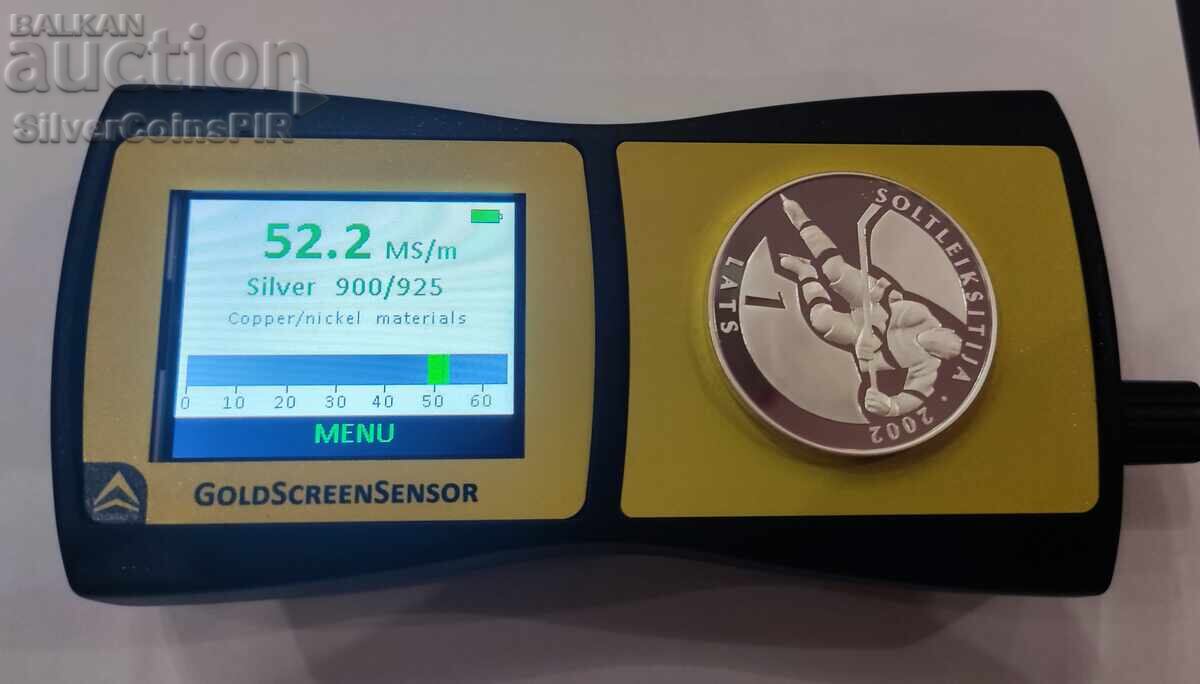 BALKAN
auction
SilverCoinsPIR
52.2 MS/m
Silver 900/925
Copper/nickel materials
0 10 20 30 40 50 60
MENU
GOLDSCREENSENSOR
SOLTLEIKSITIJA • 2002
1
LATS